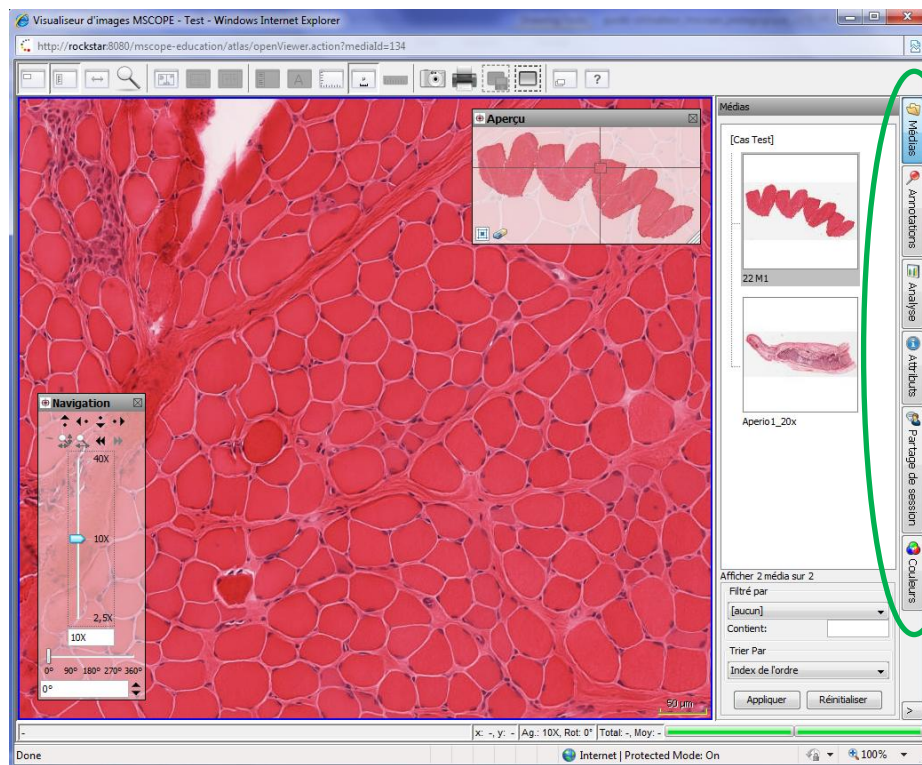 Visualiseur d'images MSCOPE - Test - Windows Internet Explorer
http://rockstar:8080/mscope-education/atlas/openViewer.action?mediaId=134
A
?
Aperçu
Médias
[Cas Test]
22 M1
Aperio1_20x
Médias
Annotations
Analyse
Attributs
Partage de session
Couleurs
>
Navigation
40X
10X
2,5X
10X
0° 90° 180° 270° 360°
0°
50 µm
Afficher 2 média sur 2
Filtré par
[aucun]
Contient:
Trier Par
Index de l'ordre
Appliquer Réinitialiser
- x: -, y: - Ag.: 10X, Rot: 0° Total: -, Moy: -
Done Internet | Protected Mode: On 100%